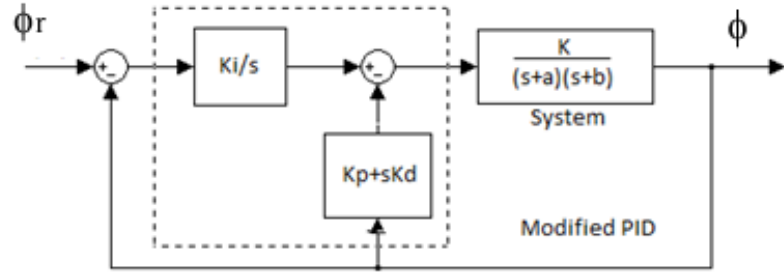 ϕr
ϕ
+
−
Ki/s
+
−
K
(s+a)(s+b)
System
Kp+sKd
Modified PID